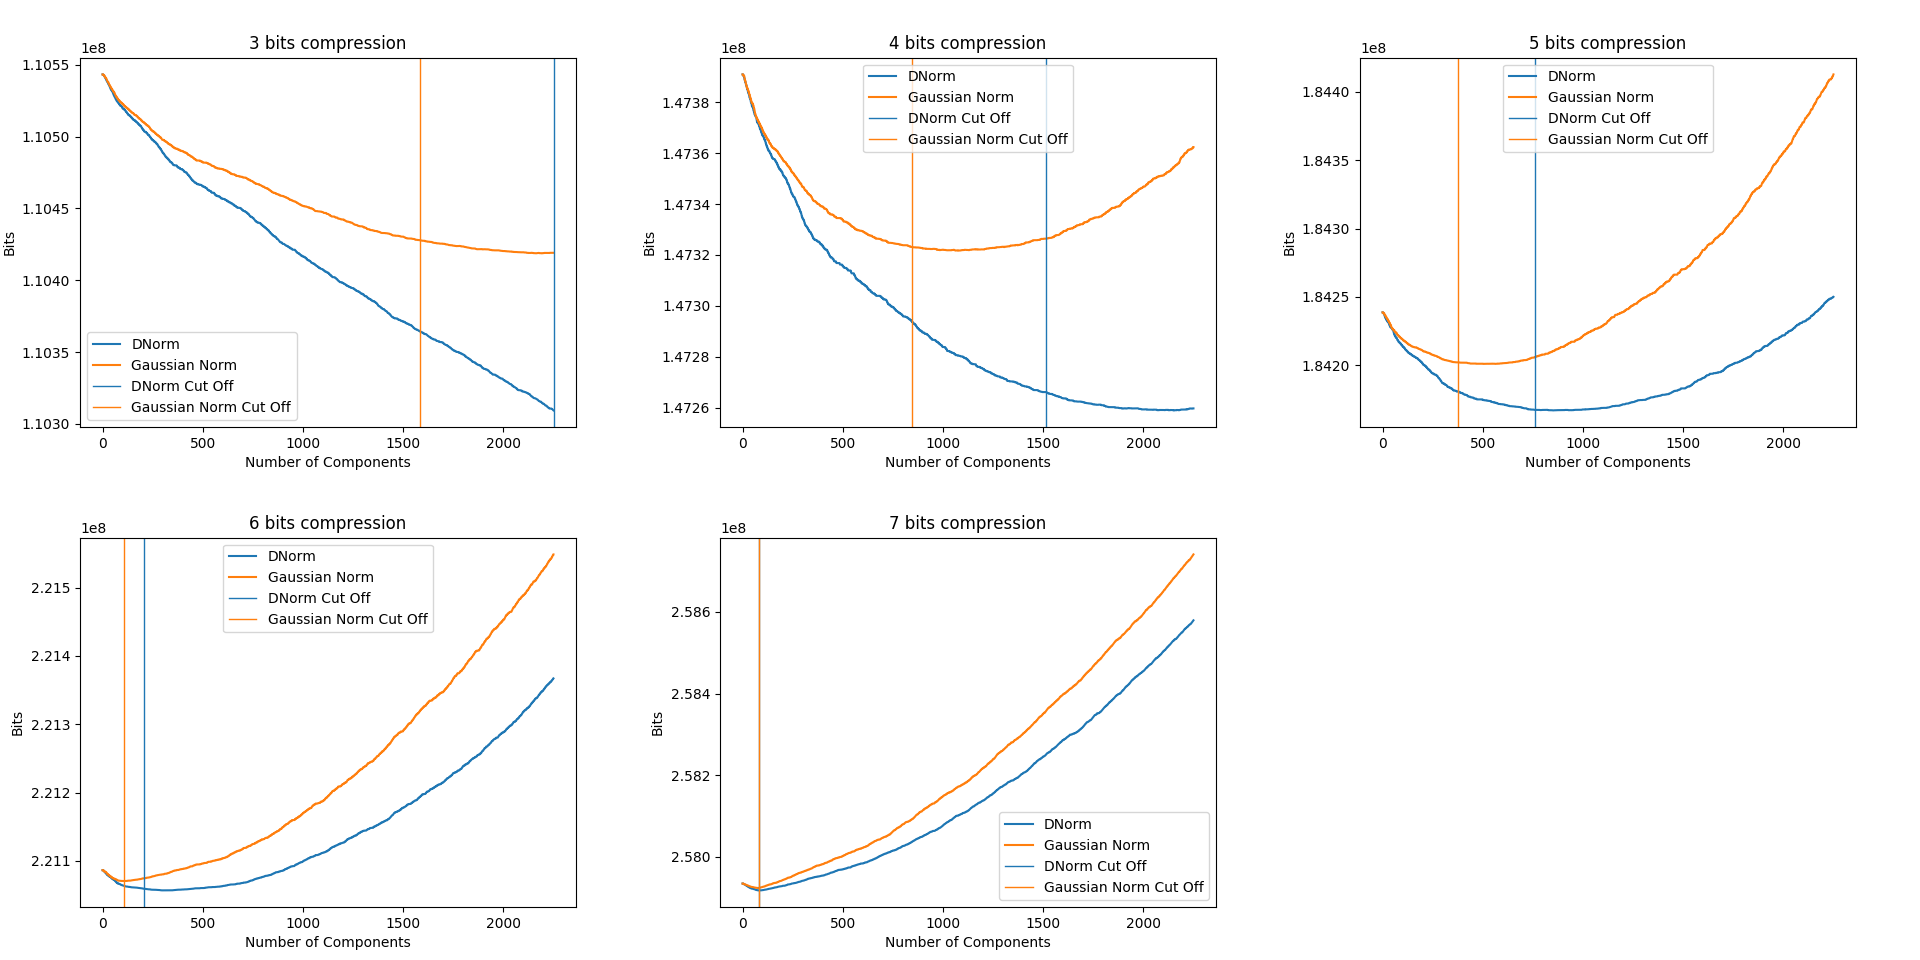 3 bits compression
1e8
1.1055
1.1050
1.1045
1.1040
1.1035
1.1030
Bits
DNorm
Gaussian Norm
DNorm Cut Off
Gaussian Norm Cut Off
0 500 1000 1500 2000
Number of Components
4 bits compression
1e8
1.4738
1.4736
1.4734
1.4732
1.4730
1.4728
1.4726
Bits
DNorm
Gaussian Norm
DNorm Cut Off
Gaussian Norm Cut Off
0 500 1000 1500 2000
Number of Components
5 bits compression
1e8
1.8440
1.8435
1.8430
1.8425
1.8420
Bits
DNorm
Gaussian Norm
DNorm Cut Off
Gaussian Norm Cut Off
0 500 1000 1500 2000
Number of Components
6 bits compression
1e8
2.215
2.214
2.213
2.212
2.211
Bits
DNorm
Gaussian Norm
DNorm Cut Off
Gaussian Norm Cut Off
0 500 1000 1500 2000
Number of Components
7 bits compression
1e8
2.586
2.584
2.582
2.580
Bits
DNorm
Gaussian Norm
DNorm Cut Off
Gaussian Norm Cut Off
0 500 1000 1500 2000
Number of Components